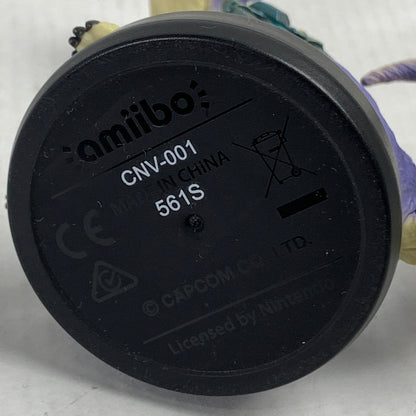 amiibo
CNV-001
MADE IN CHINA
561S
CE
© CAPCOM CO., LTD.
Licensed by Nintendo